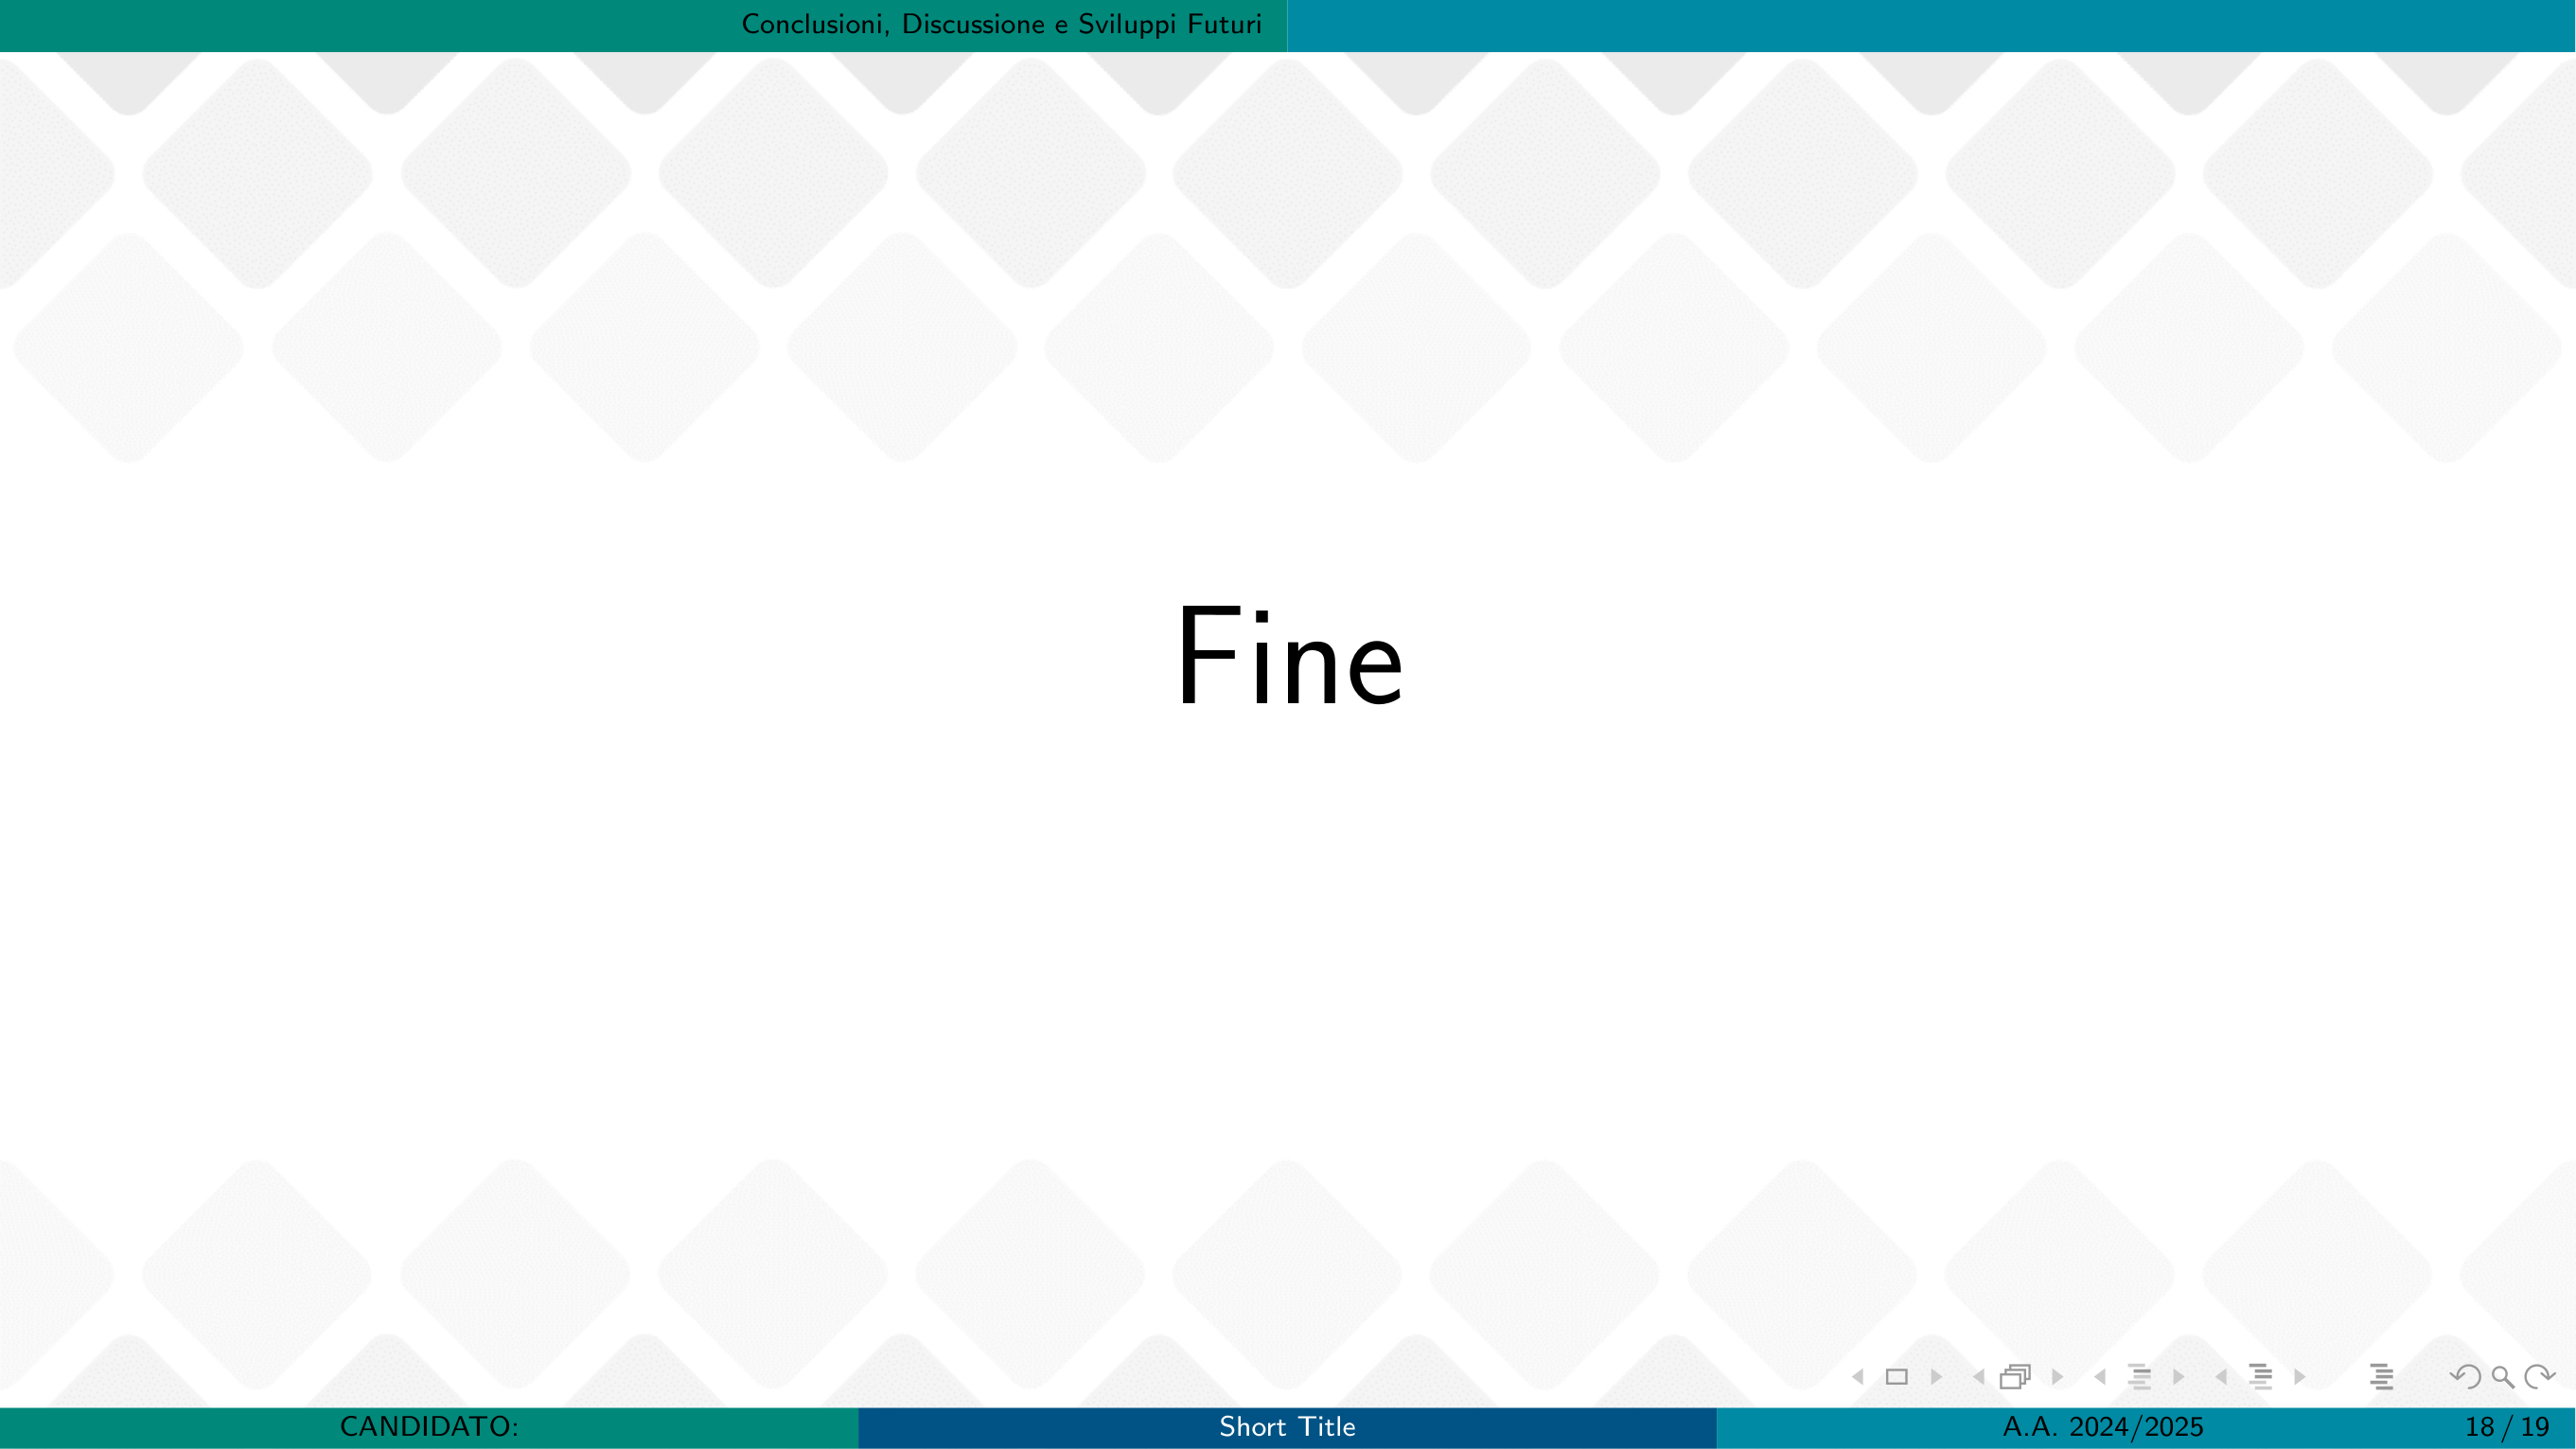 Conclusioni, Discussione e Sviluppi Futuri
Fine
CANDIDATO:
Short Title
A.A. 2024/2025
18 / 19